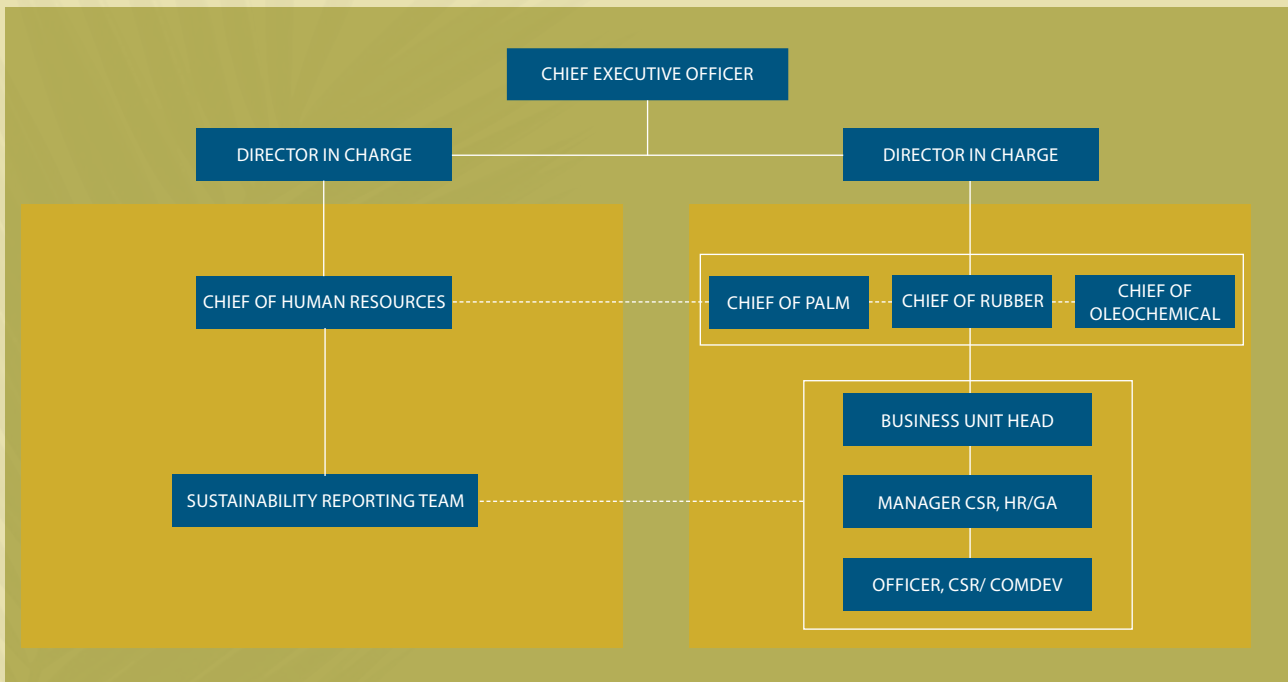 CHIEF EXECUTIVE OFFICER
DIRECTOR IN CHARGE
DIRECTOR IN CHARGE
CHIEF OF HUMAN RESOURCES
CHIEF OF PALM
CHIEF OF RUBBER
CHIEF OF
OLEOCHEMICAL
BUSINESS UNIT HEAD
SUSTAINABILITY REPORTING TEAM
MANAGER CSR, HR/GA
OFFICER, CSR/ COMDEV